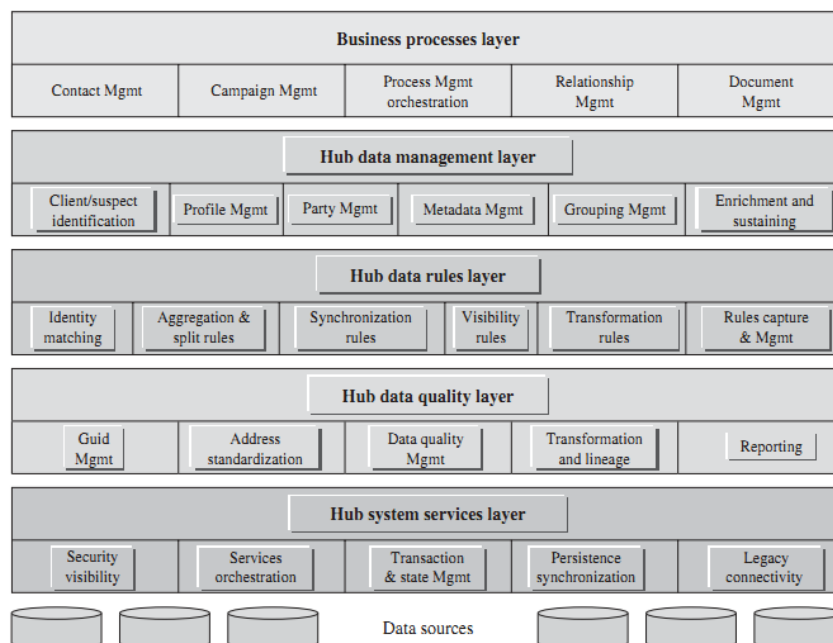 Business processes layer
Contact Mgmt
Campaign Mgmt
Process Mgmt
orchestration
Relationship
Mgmt
Document
Mgmt
Hub data management layer
Client/suspect
identification
Profile Mgmt
Party Mgmt
Metadata Mgmt
Grouping Mgmt
Enrichment and
sustaining
Hub data rules layer
Identity
matching
Aggregation &
split rules
Synchronization
rules
Visibility
rules
Transformation
rules
Rules capture
& Mgmt
Hub data quality layer
Guid
Mgmt
Address
standardization
Data quality
Mgmt
Transformation
and lineage
Reporting
Hub system services layer
Security
visibility
Services
orchestration
Transaction
& state Mgmt
Persistence
synchronization
Legacy
connectivity
Data sources